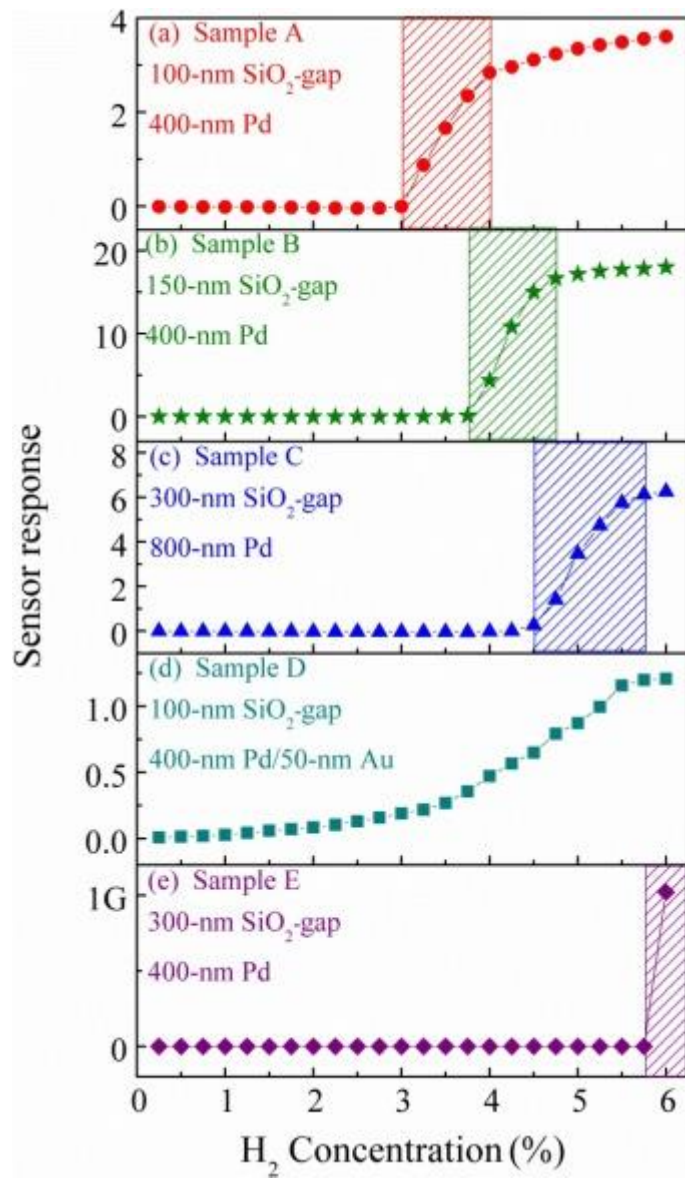 4
2
0
(a) Sample A
100-nm SiO₂-gap
400-nm Pd
20
10
0
(b) Sample B
150-nm SiO₂-gap
400-nm Pd
8
6
4
2
0
(c) Sample C
300-nm SiO₂-gap
800-nm Pd
1.0
0.5
0.0
(d) Sample D
100-nm SiO₂-gap
400-nm Pd/50-nm Au
1G
0
(e) Sample E
300-nm SiO₂-gap
400-nm Pd
Sensor response
0 1 2 3 4 5 6
H₂ Concentration (%)